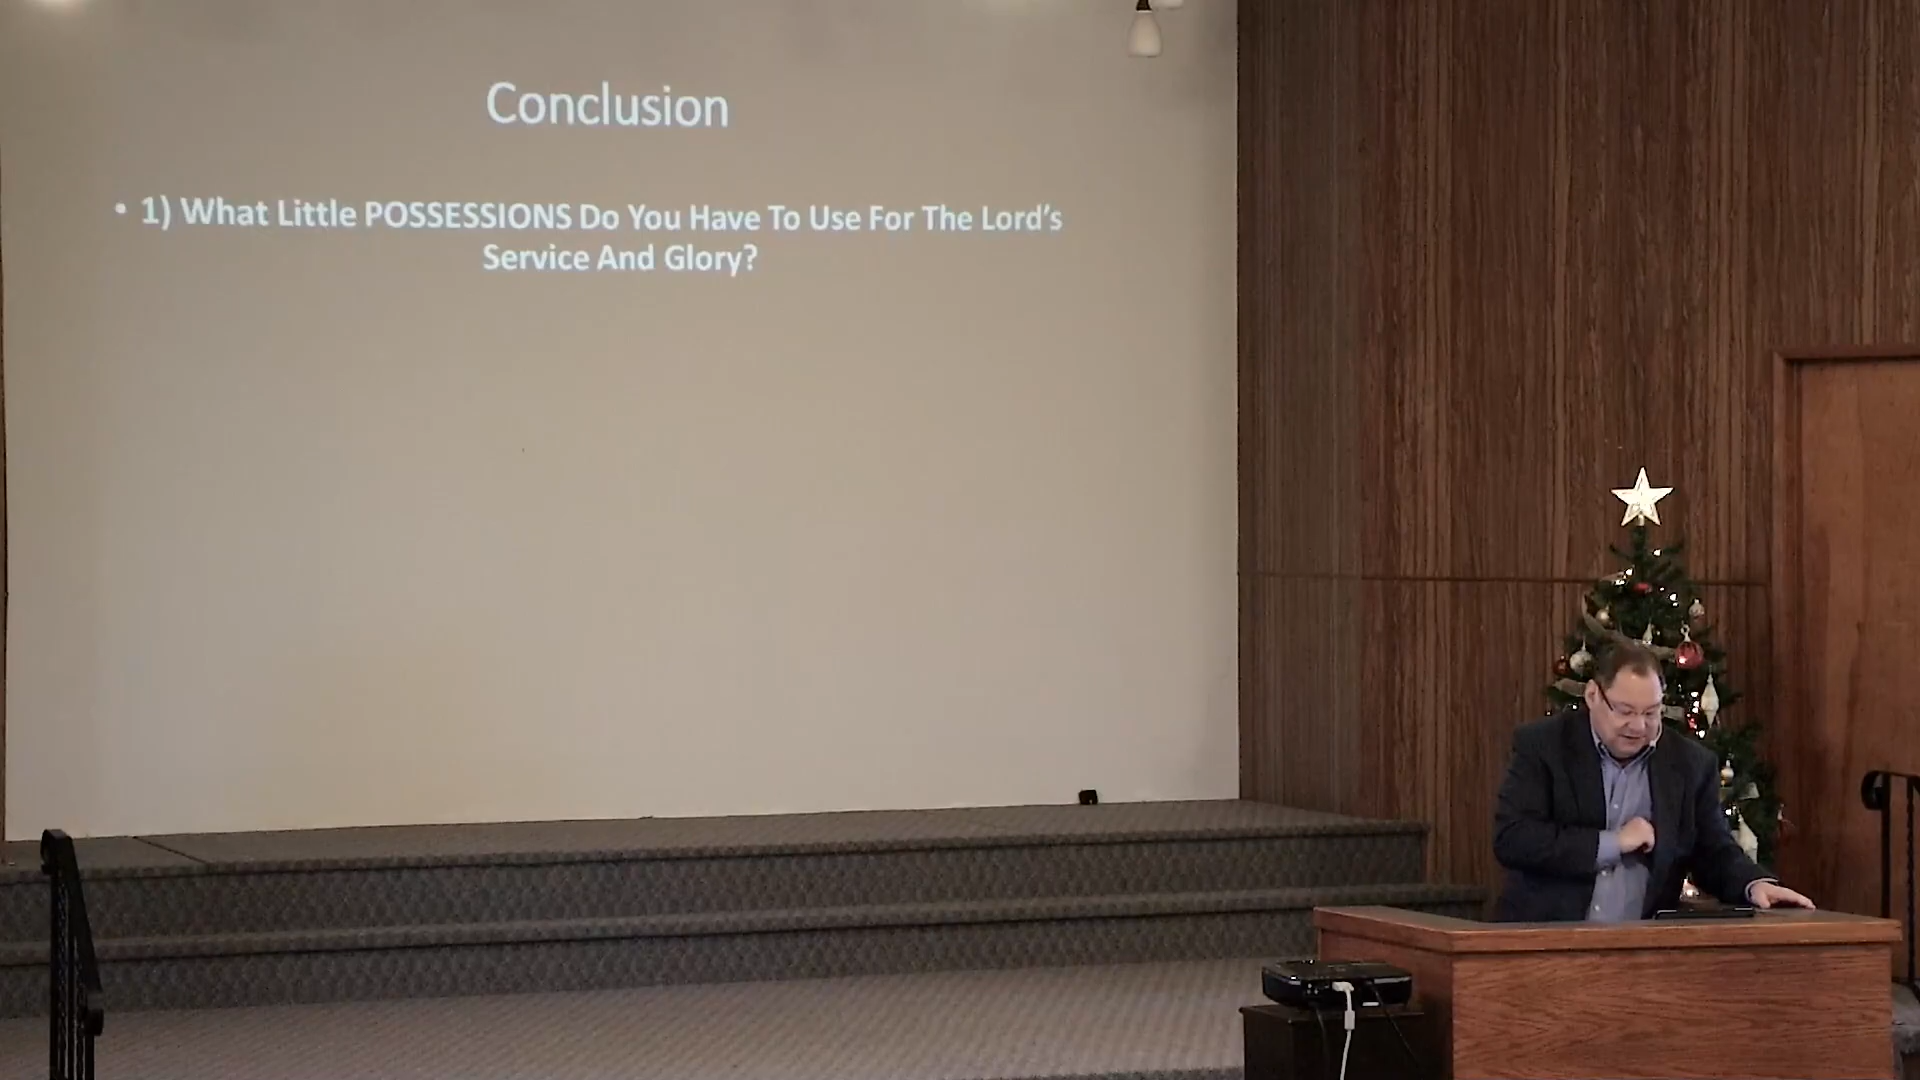 Conclusion
• 1) What Little POSSESSIONS Do You Have To Use For The Lord’s
Service And Glory?